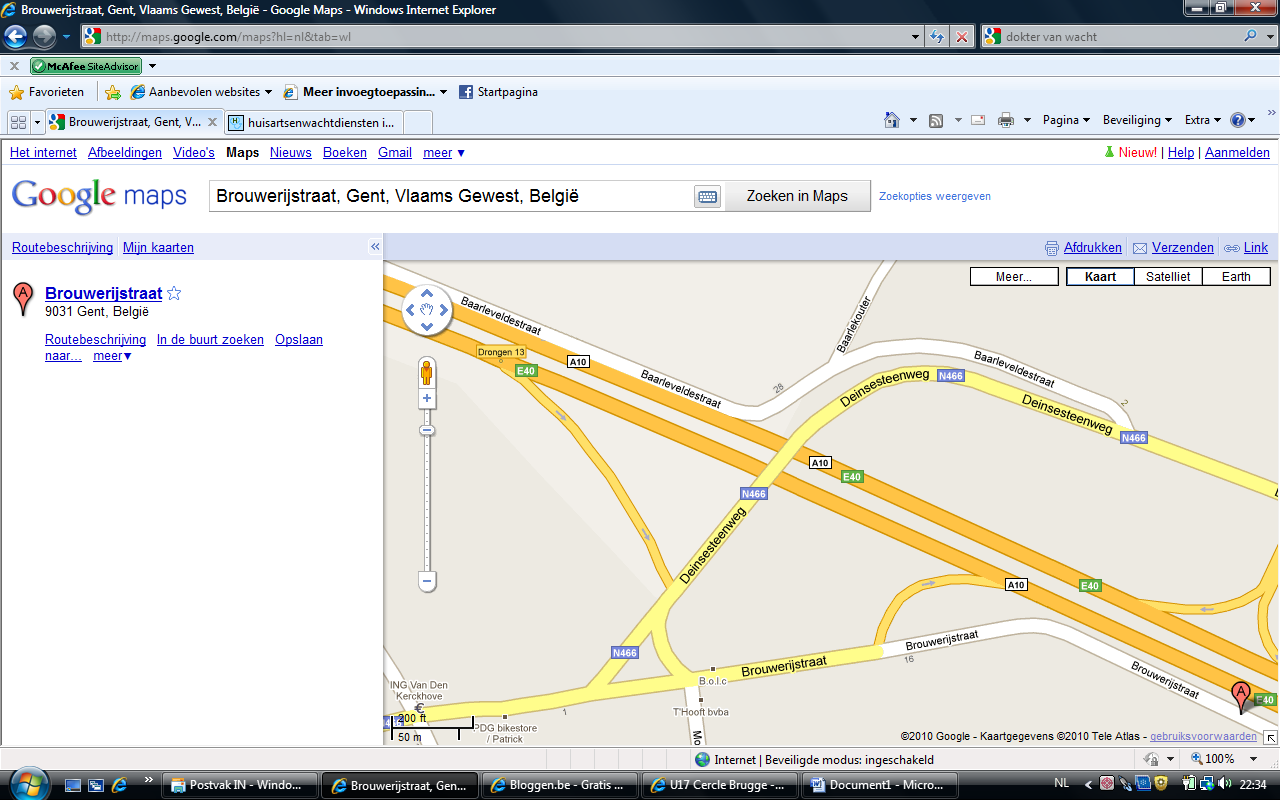 Brouwerijstraat, Gent, Vlaams Gewest, België - Google Maps - Windows Internet Explorer
http://maps.google.com/maps?hl=nl&tab=wl
dokter van wacht
McAfee SiteAdvisor
Favorieten
Aanbevolen websites
Meer invoegtoepassin...
Startpagina
Brouwerijstraat, Gent, V...
huisartsenwachtdiensten i...
Pagina
Beveiliging
Extra
Het internet Afbeeldingen Video's Maps Nieuws Boeken Gmail meer ▼
Nieuw! | Help | Aanmelden
Google maps
Brouwerijstraat, Gent, Vlaams Gewest, België
Zoeken in Maps
Zoekopties weergeven
Routebeschrijving Mijn kaarten
«
Afdrukken Verzenden Link
A
Brouwerijstraat
9031 Gent, België
Routebeschrijving In de buurt zoeken Opslaan
naar... meer▼
Meer...
Kaart
Satelliet
Earth
Baarleveldestraat
Baarlekouter
Drongen 13
A10
E40
Baarleveldestraat
28
Deinsesteenweg
N466
Baarleveldestraat
2
Deinsesteenweg
N466
A10
E40
N466
Deinsesteenweg
A10
E40
N466
Brouwerijstraat
16
Brouwerijstraat
Brouwerijstraat
A
E40
B.o.l.c
T'Hooft bvba
Mo
ING Van Den
Kerckhove
€
1
PDG bikestore
/ Patrick
200 ft
50 m
©2010 Google - Kaartgegevens ©2010 Tele Atlas - gebruiksvoorwaarden
Internet | Beveiligde modus: ingeschakeld
100%
Postvak IN - Windo...
Brouwerijstraat, Gen...
Bloggen.be - Gratis ...
U17 Cercle Brugge -...
Document1 - Micro...
NL
22:34